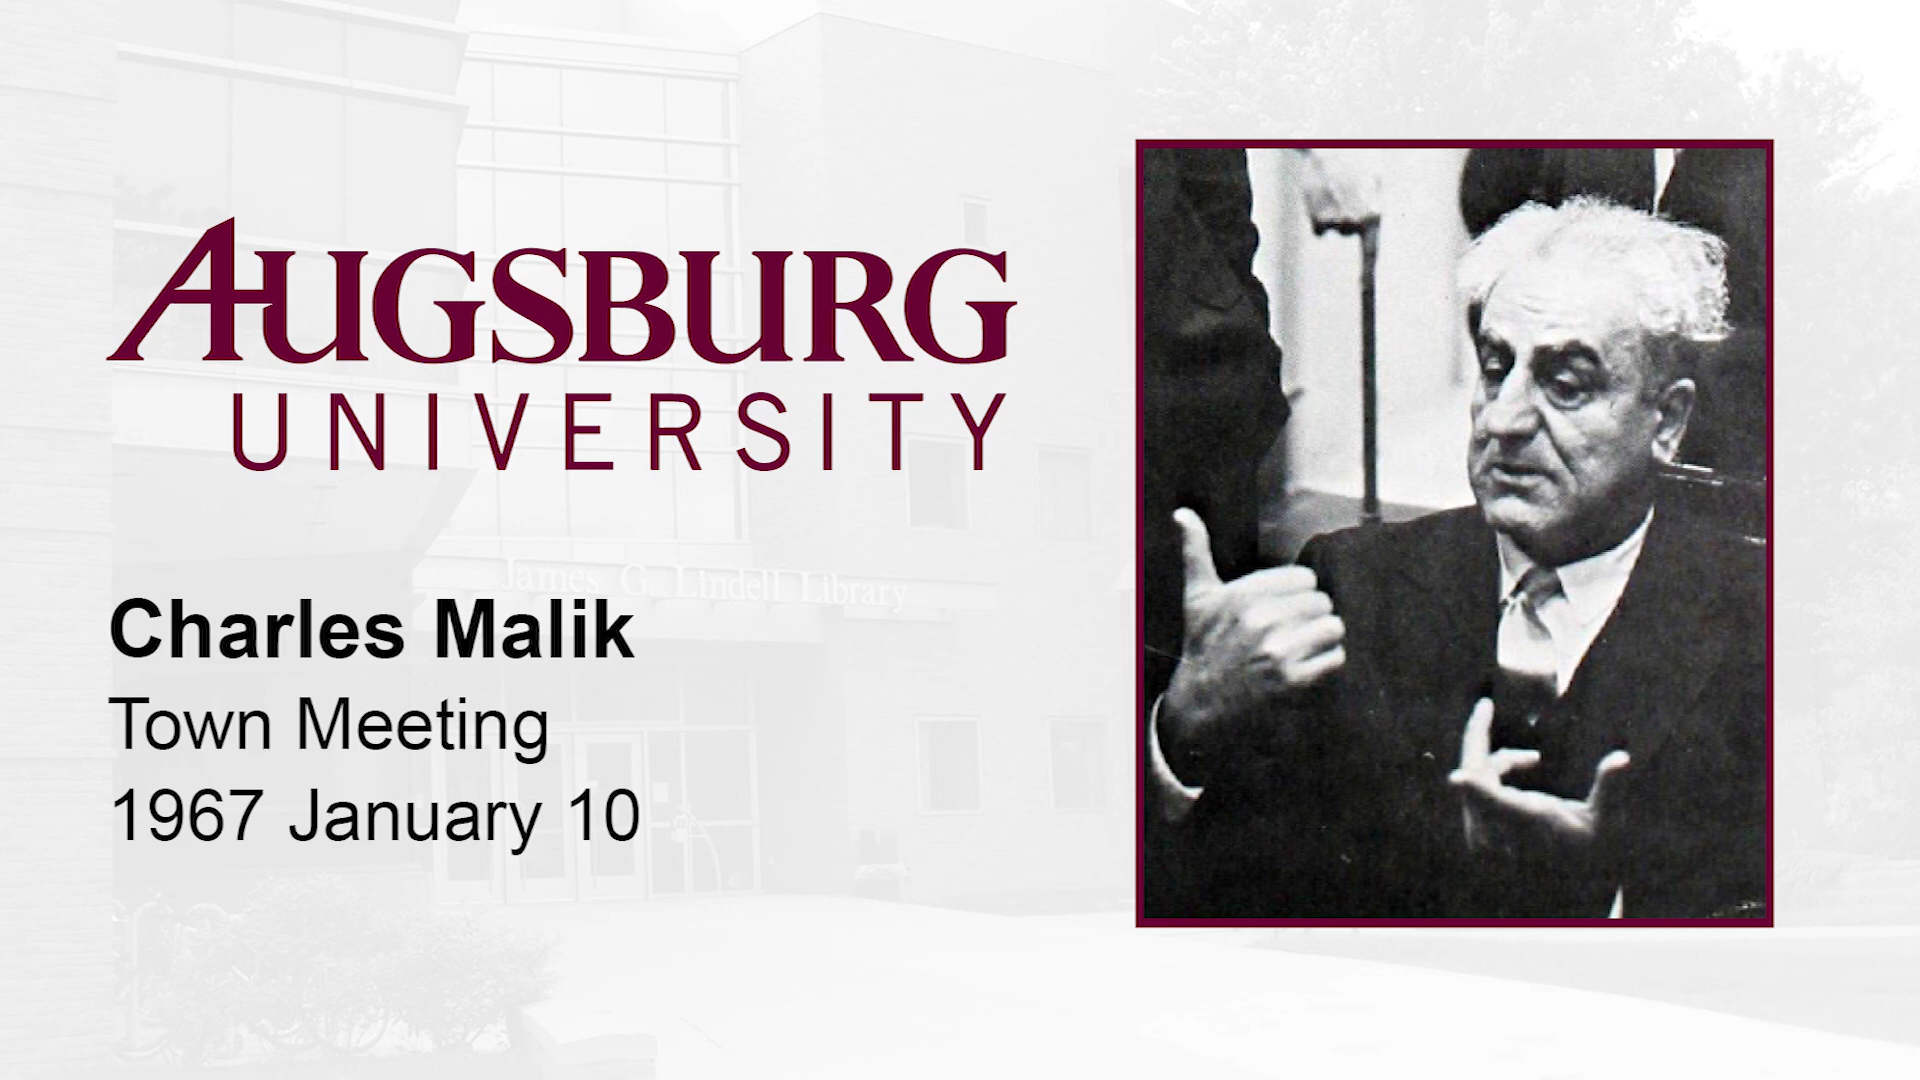 AUGSBURG
UNIVERSITY
James G. Lindell Library
Charles Malik
Town Meeting
1967 January 10